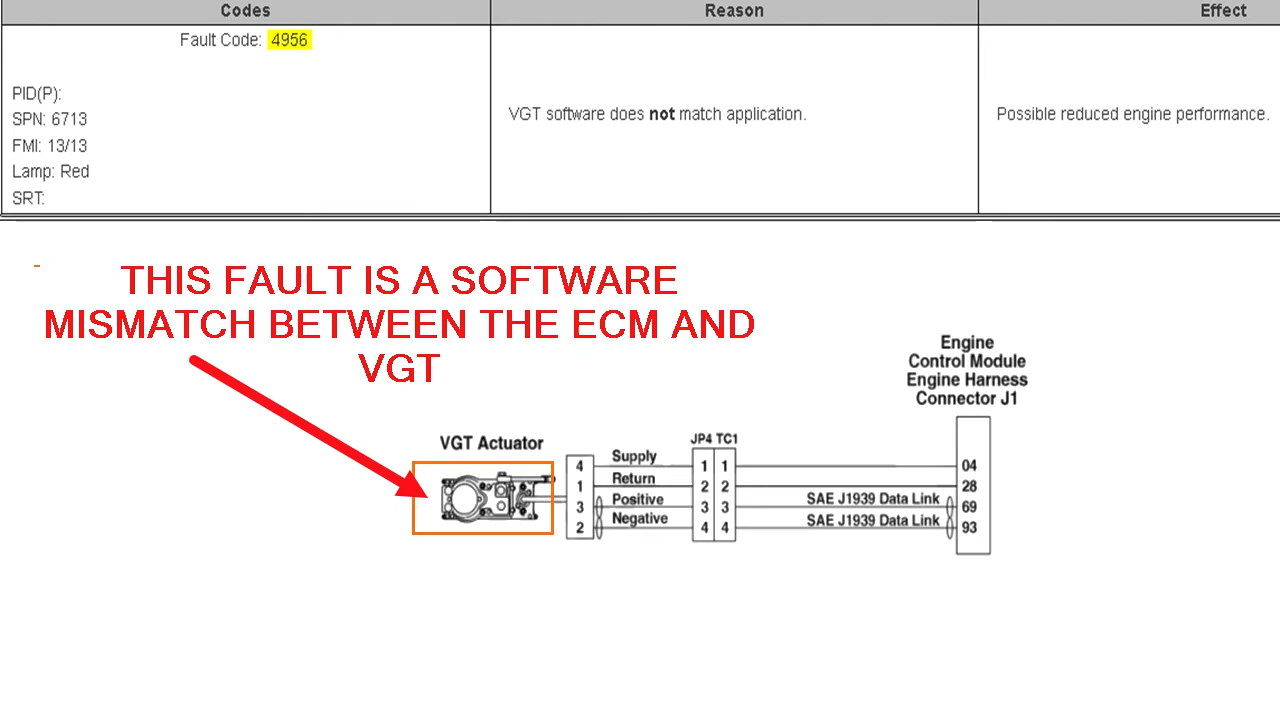 Codes Reason Effect
Fault Code: 4956
PID(P):
SPN: 6713
FMI: 13/13
Lamp: Red
SRT:
VGT software does not match application.
Possible reduced engine performance.
THIS FAULT IS A SOFTWARE
MISMATCH BETWEEN THE ECM AND
VGT
Engine
Control Module
Engine Harness
Connector J1
VGT Actuator
JP4 TC1
4 Supply 1 1 04
1 Return 2 2 28
3 Positive 3 3 SAE J1939 Data Link 69
2 Negative 4 4 SAE J1939 Data Link 93